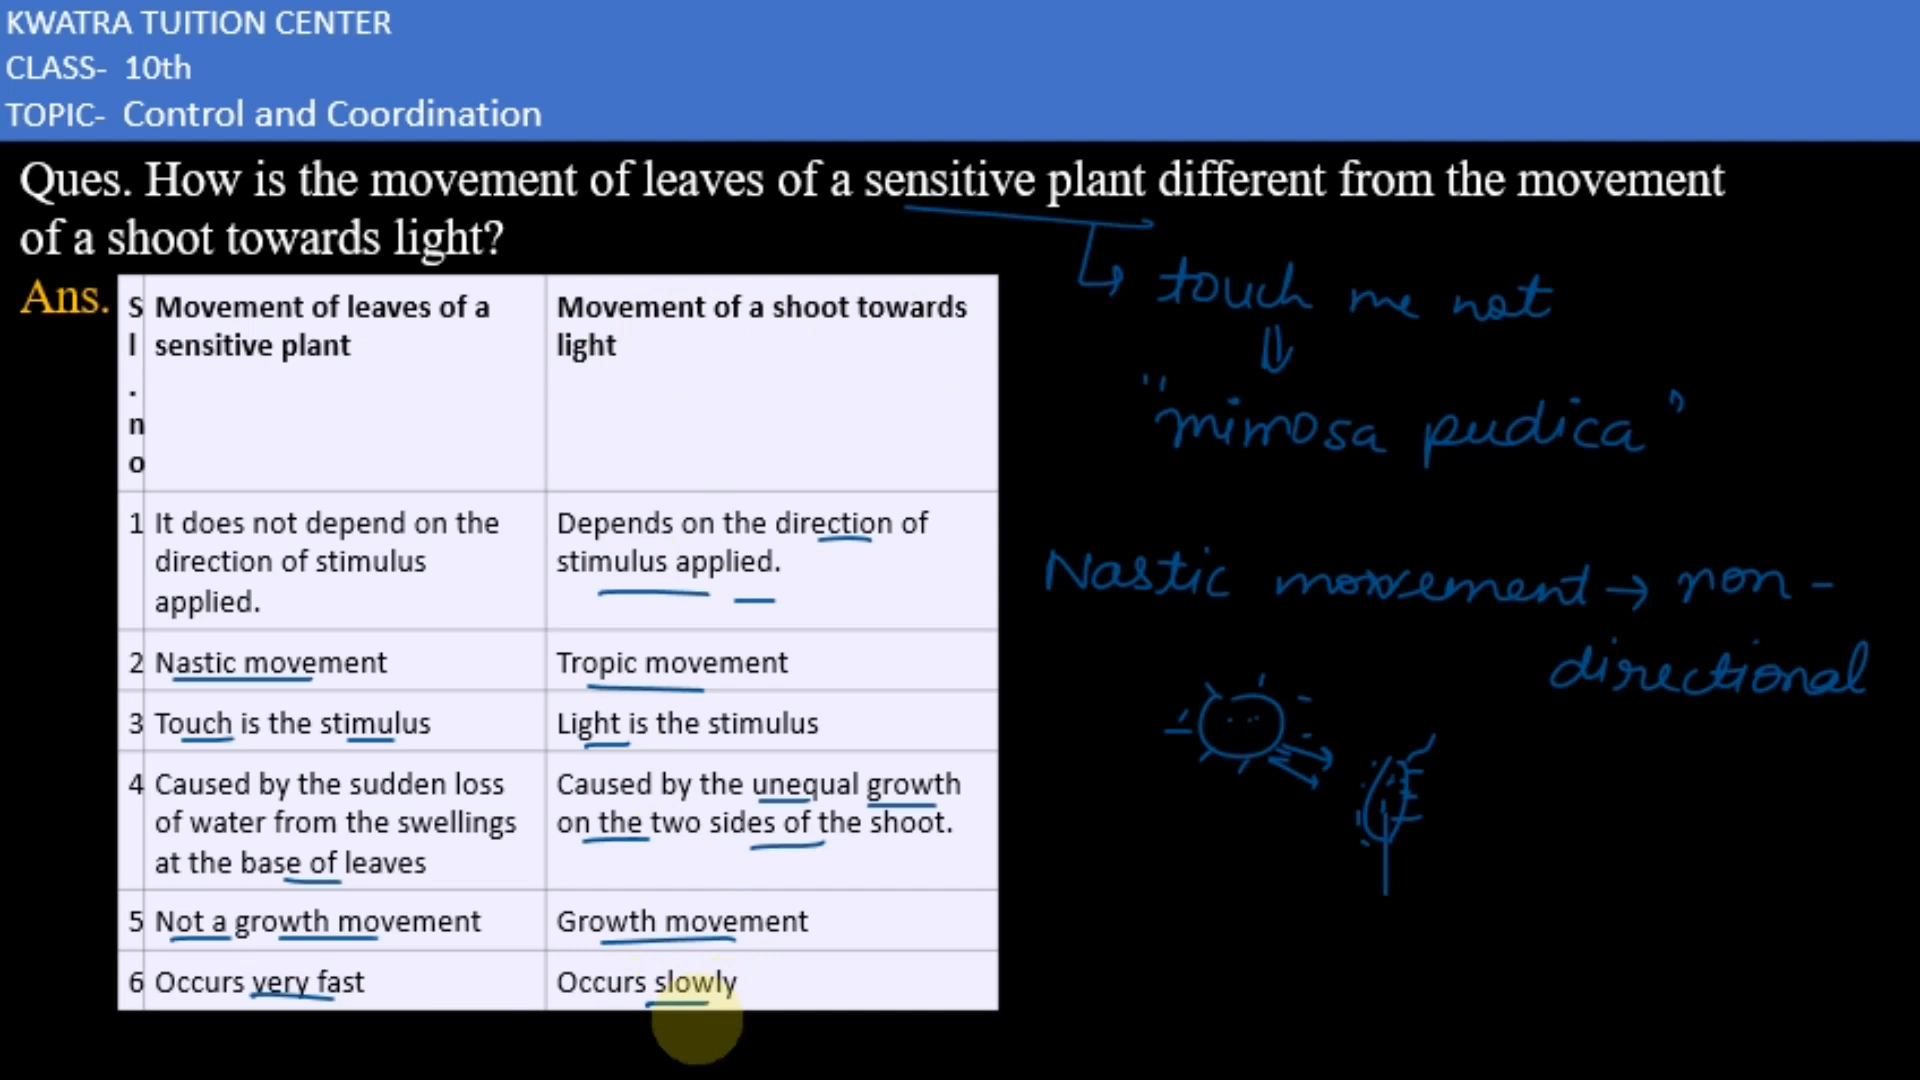 KWATRA TUITION CENTER
CLASS- 10th
TOPIC- Control and Coordination
Ques. How is the movement of leaves of a sensitive plant different from the movement
of a shoot towards light?
Ans.
Sl.no
Movement of leaves of a
sensitive plant
Movement of a shoot towards
light
1
It does not depend on the
direction of stimulus
applied.
Depends on the direction of
stimulus applied.
2
Nastic movement
Tropic movement
3
Touch is the stimulus
Light is the stimulus
4
Caused by the sudden loss
of water from the swellings
at the base of leaves
Caused by the unequal growth
on the two sides of the shoot.
5
Not a growth movement
Growth movement
6
Occurs very fast
Occurs slowly
touch me not
"mimosa pudica"
Nastic movement → non-
directional